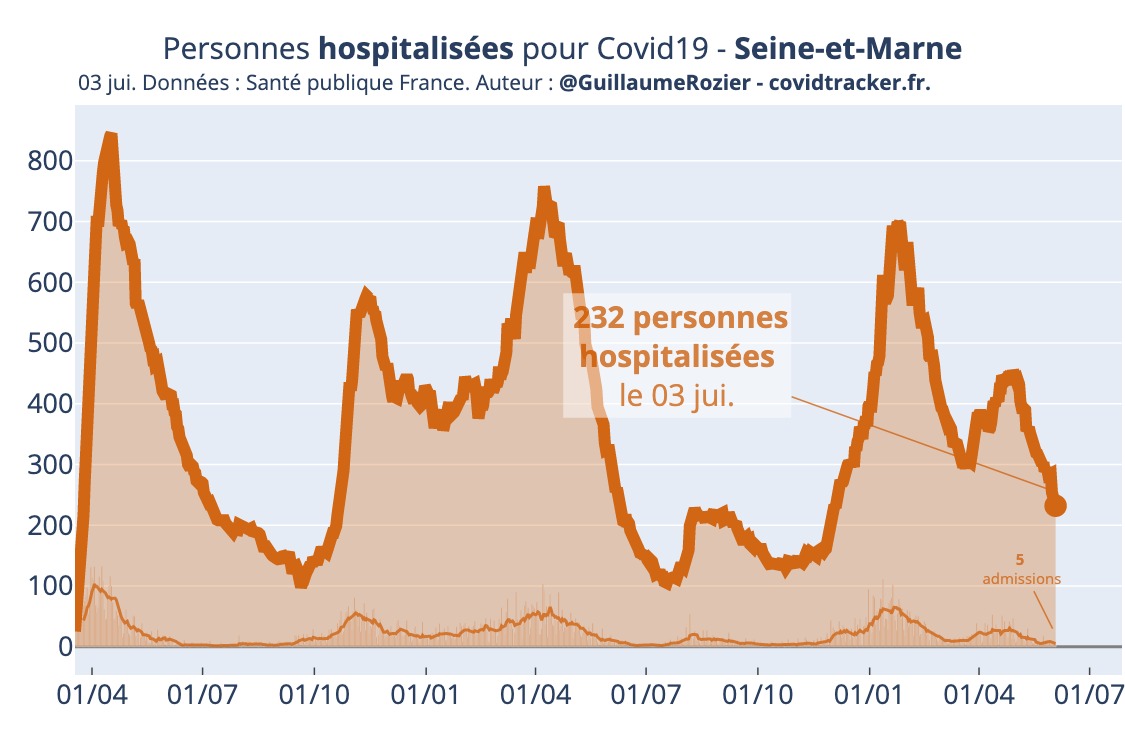 Personnes hospitalisées pour Covid19 - Seine-et-Marne
03 jui. Données : Santé publique France. Auteur : @GuillaumeRozier - covidtracker.fr.
800
700
600
500
400
300
200
100
0
232 personnes
hospitalisées
le 03 jui.
5
admissions
01/04 01/07 01/10 01/01 01/04 01/07 01/10 01/01 01/04 01/07